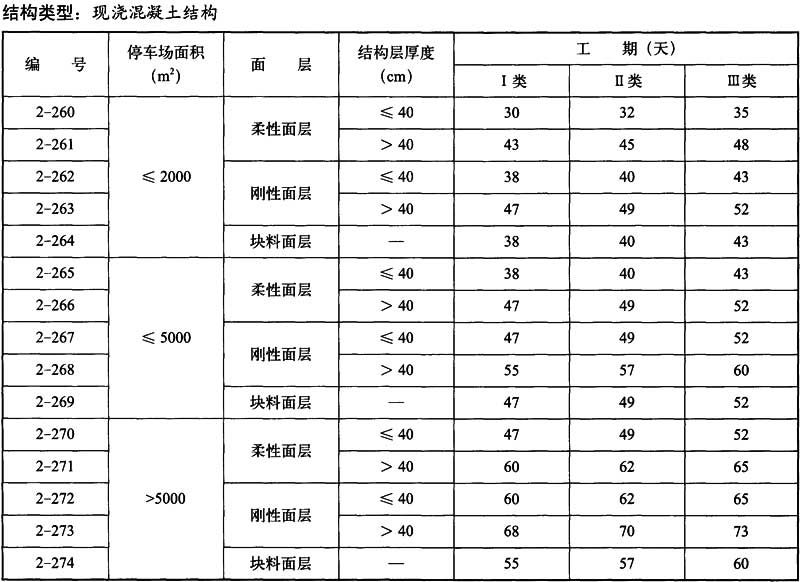 结构类型：现浇混凝土结构
编 号 停车场面积 (m²) 面 层 结构层厚度 (cm) 工 期（天）
Ⅰ类 Ⅱ类 Ⅲ类
2-260 ≤2000 柔性面层 ≤40 30 32 35
2-261 >40 43 45 48
2-262 刚性面层 ≤40 38 40 43
2-263 >40 47 49 52
2-264 块料面层 — 38 40 43
2-265 ≤5000 柔性面层 ≤40 38 40 43
2-266 >40 47 49 52
2-267 刚性面层 ≤40 47 49 52
2-268 >40 55 57 60
2-269 块料面层 — 47 49 52
2-270 >5000 柔性面层 ≤40 47 49 52
2-271 >40 60 62 65
2-272 刚性面层 ≤40 60 62 65
2-273 >40 68 70 73
2-274 块料面层 — 55 57 60